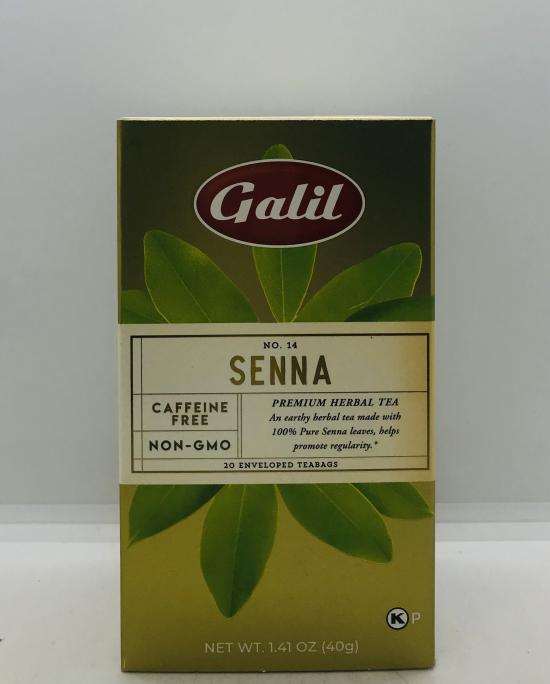 Galil
NO. 14
SENNA
CAFFEINE
FREE
NON-GMO
PREMIUM HERBAL TEA
An earthy herbal tea made with
100% Pure Senna leaves, helps
promote regularity.*
20 ENVELOPED TEABAGS
K P
NET WT. 1.41 OZ (40g)